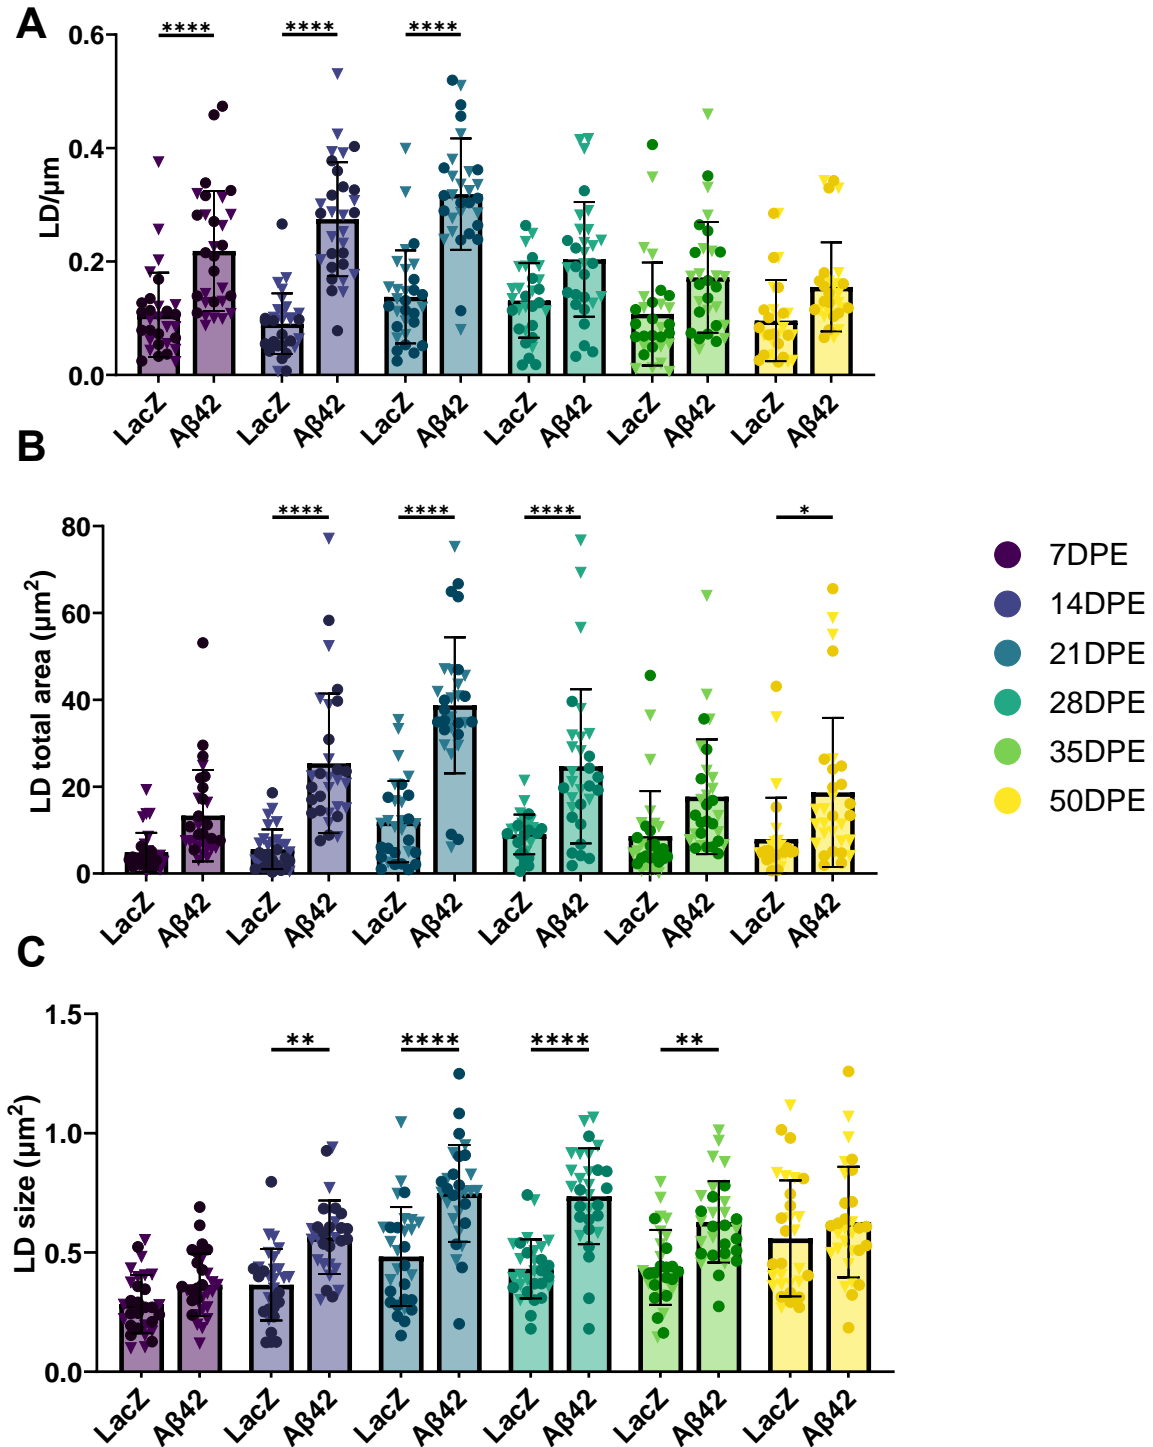 A
LD/µm
0.6
0.4
0.2
0.0
**** **** ****
LacZ Aβ42 LacZ Aβ42 LacZ Aβ42 LacZ Aβ42 LacZ Aβ42 LacZ Aβ42
B
LD total area (µm²)
80
60
40
20
0
**** **** **** *
LacZ Aβ42 LacZ Aβ42 LacZ Aβ42 LacZ Aβ42 LacZ Aβ42 LacZ Aβ42
7DPE
14DPE
21DPE
28DPE
35DPE
50DPE
C
LD size (µm²)
1.5
1.0
0.5
0.0
** **** **** **
LacZ Aβ42 LacZ Aβ42 LacZ Aβ42 LacZ Aβ42 LacZ Aβ42 LacZ Aβ42